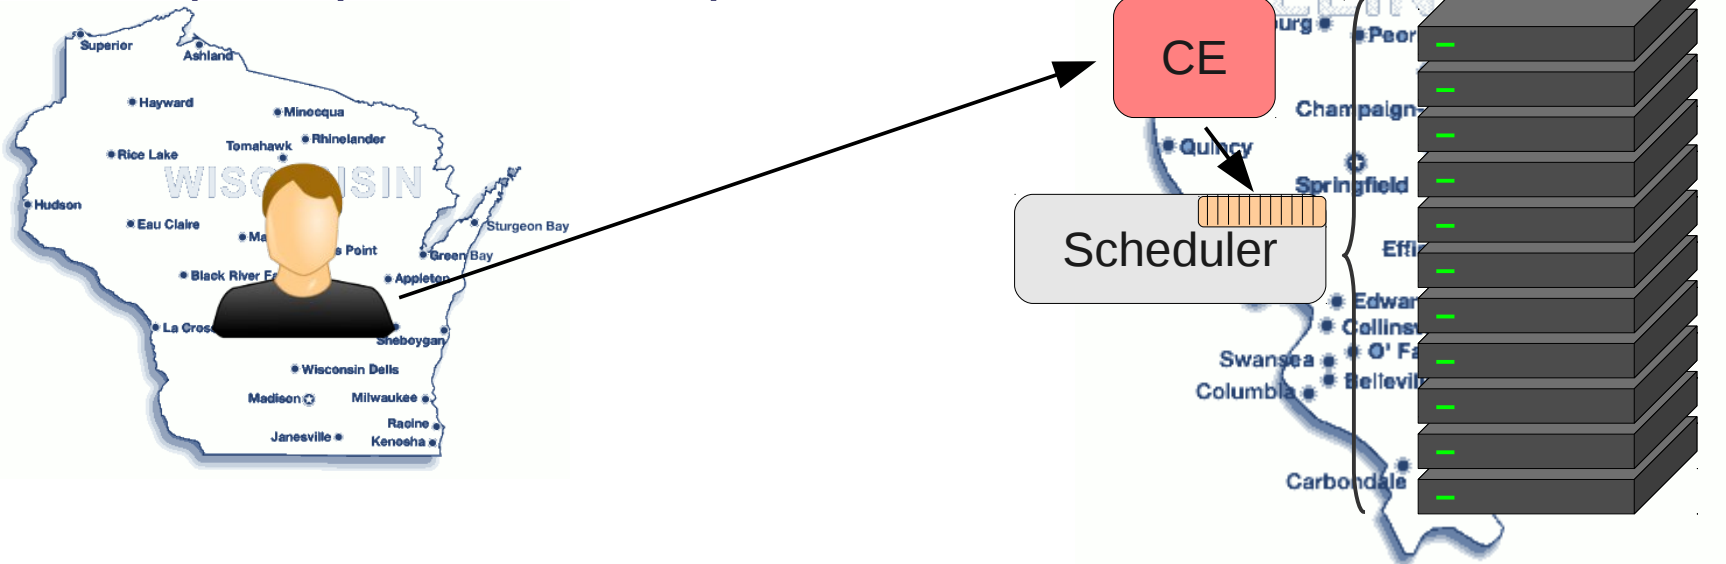 Superior
Ashland
Hayward
Minocqua
Tomahawk
Rhinelander
Rice Lake
Hudson
Eau Claire
Sturgeon Bay
Point
Green Bay
Black River
Appleton
La
Sheboygan
Wisconsin Dells
Madison
Milwaukee
Racine
Janesville
Kenosha
CE
Quincy
Springfield
Scheduler
Swansea
Columbia
Carbondale
Champaign-
O'